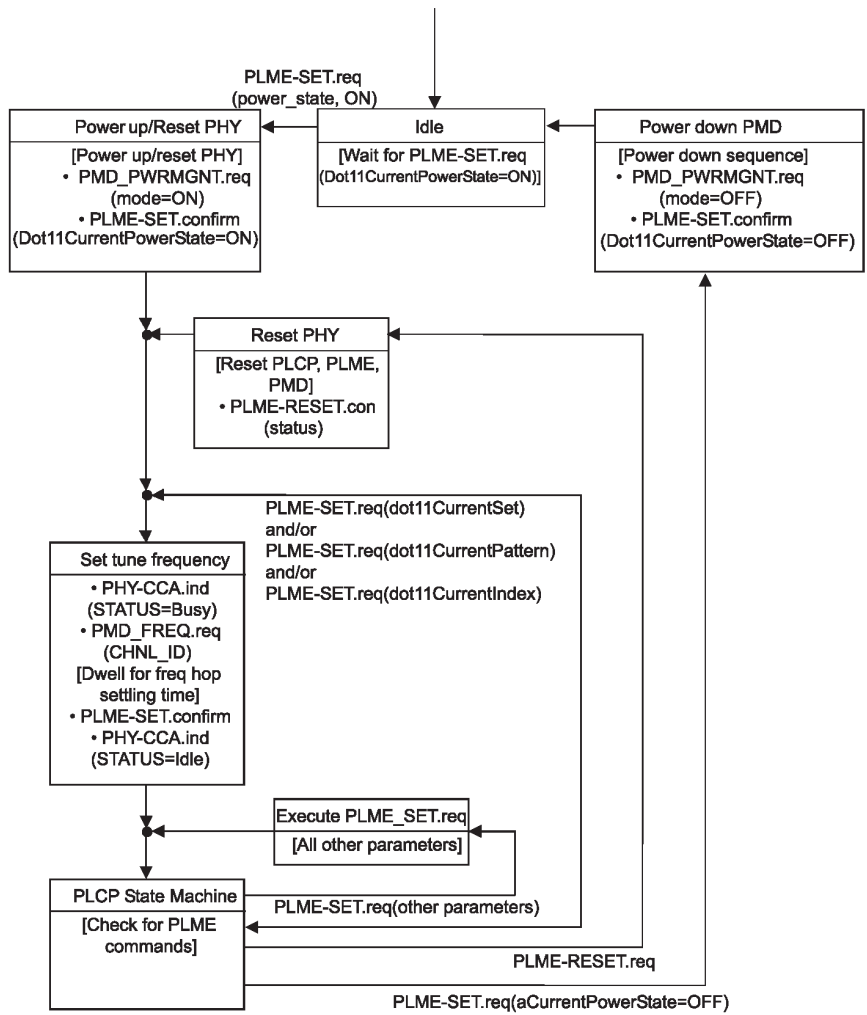 PLME-SET.req
(power_state, ON)
Power up/Reset PHY
[Power up/reset PHY]
• PMD_PWRMGNT.req
(mode=ON)
• PLME-SET.confirm
(Dot11CurrentPowerState=ON)
Idle
[Wait for PLME-SET.req
(Dot11CurrentPowerState=ON)]
Power down PMD
[Power down sequence]
• PMD_PWRMGNT.req
(mode=OFF)
• PLME-SET.confirm
(Dot11CurrentPowerState=OFF)
Reset PHY
[Reset PLCP, PLME,
PMD]
• PLME-RESET.con
(status)
PLME-SET.req(dot11CurrentSet)
and/or
PLME-SET.req(dot11CurrentPattern)
and/or
PLME-SET.req(dot11CurrentIndex)
Set tune frequency
• PHY-CCA.ind
(STATUS=Busy)
• PMD_FREQ.req
(CHNL_ID)
[Dwell for freq hop
settling time]
• PLME-SET.confirm
• PHY-CCA.ind
(STATUS=Idle)
Execute PLME_SET.req
[All other parameters]
PLCP State Machine
[Check for PLME
commands]
PLME-SET.req(other parameters)
PLME-RESET.req
PLME-SET.req(aCurrentPowerState=OFF)